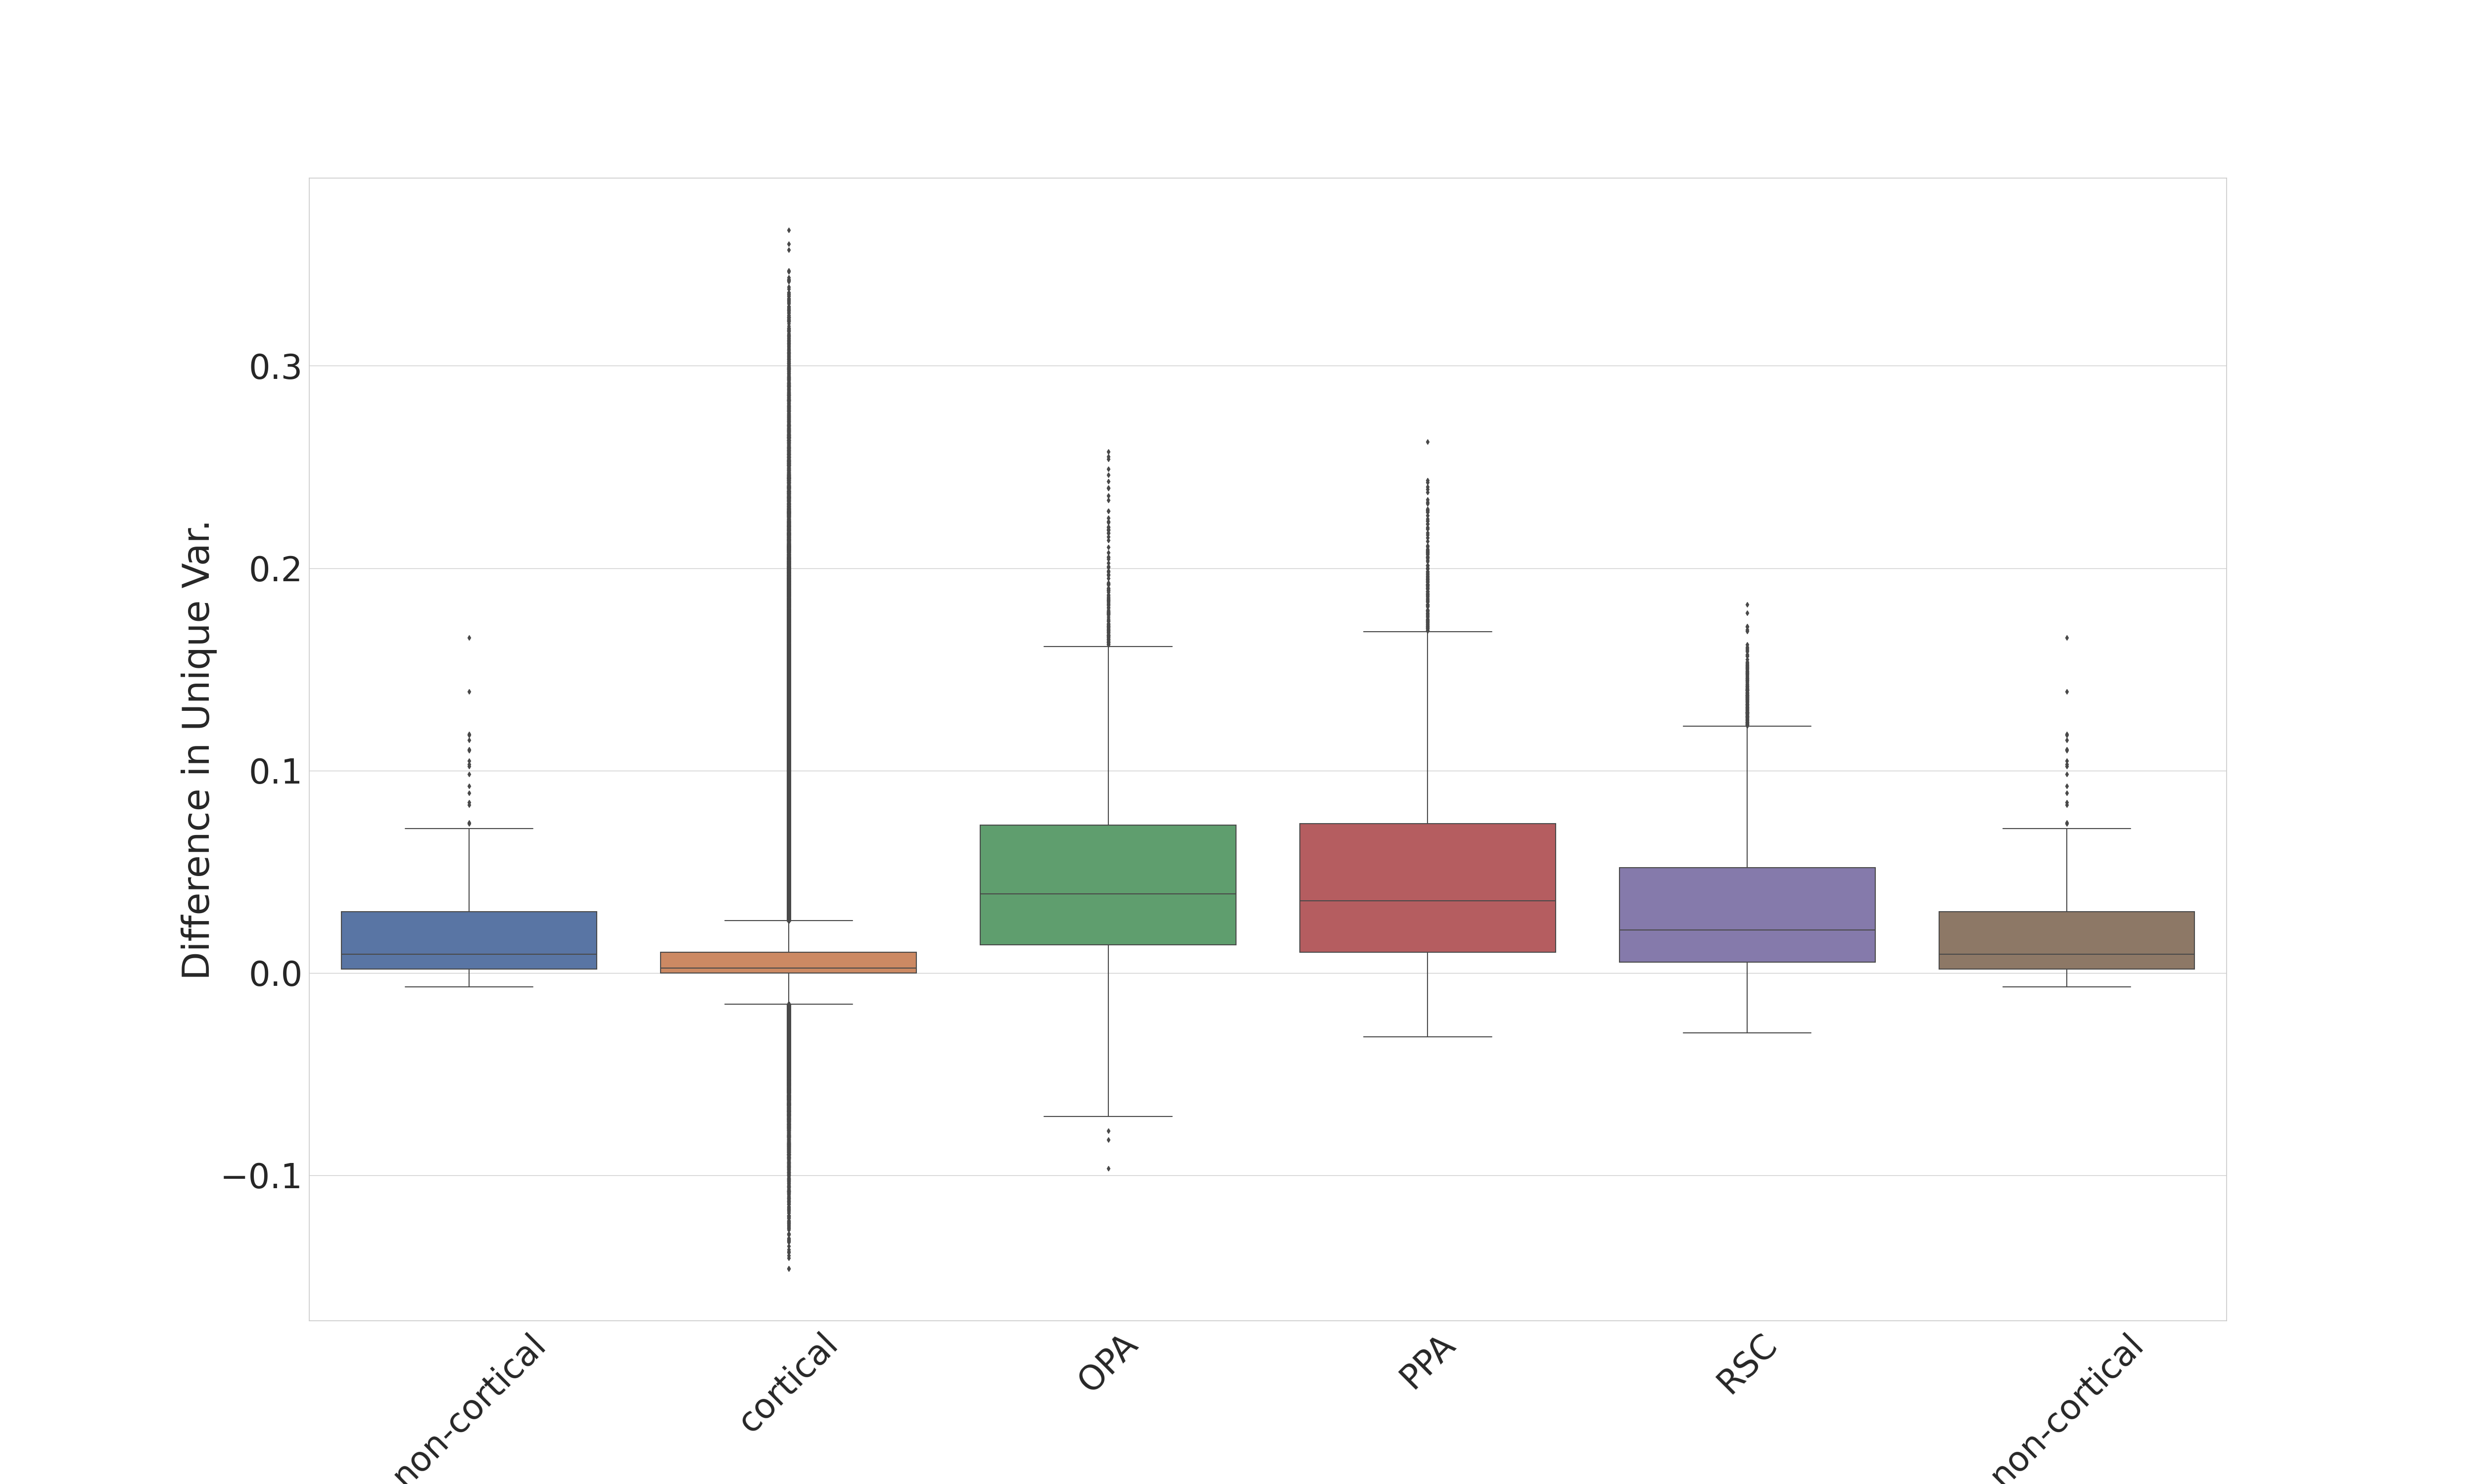 Difference in Unique Var.
0.3
0.2
0.1
0.0
−0.1
non-cortical
cortical
OPA
PPA
RSC
non-cortical